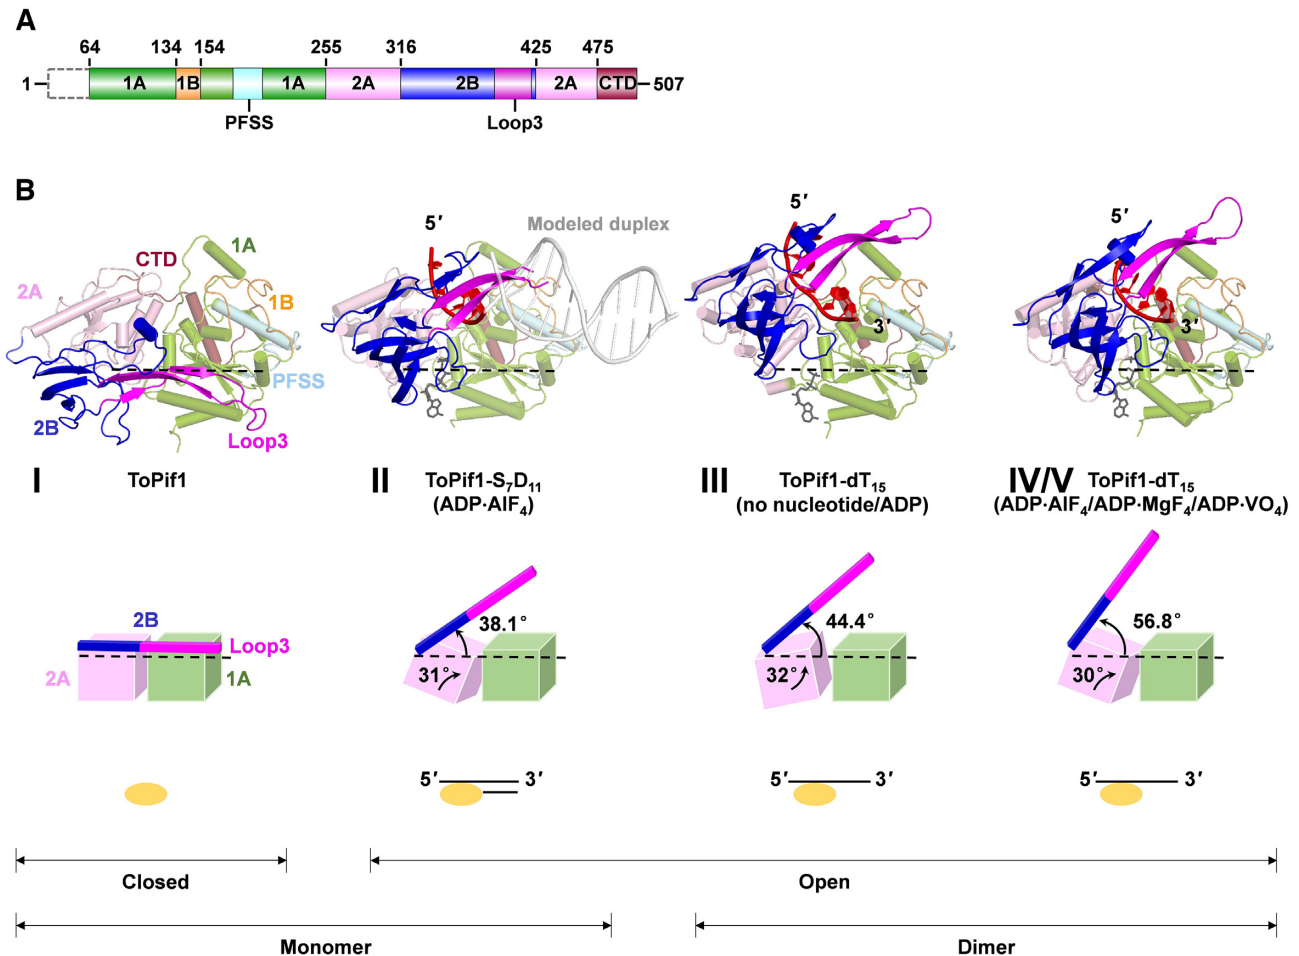 A
64 134 154 255 316 425 475
1 1A 1B 1A 2A 2B 2A CTD 507
PFSS Loop3
B
5′ Modeled duplex 5′ 5′
1A
CTD
2A
1B
3′ 3′
PFSS
2B
Loop3
I ToPif1
II ToPif1-S₇D₁₁
(ADP·AlF₄)
III ToPif1-dT₁₅
(no nucleotide/ADP)
IV/V ToPif1-dT₁₅
(ADP·AlF₄/ADP·MgF₄/ADP·VO₄)
2B
Loop3
2A 1A
38.1°
31°
44.4°
32°
56.8°
30°
5′ 3′ 5′ 3′ 5′ 3′
Closed Open
Monomer Dimer